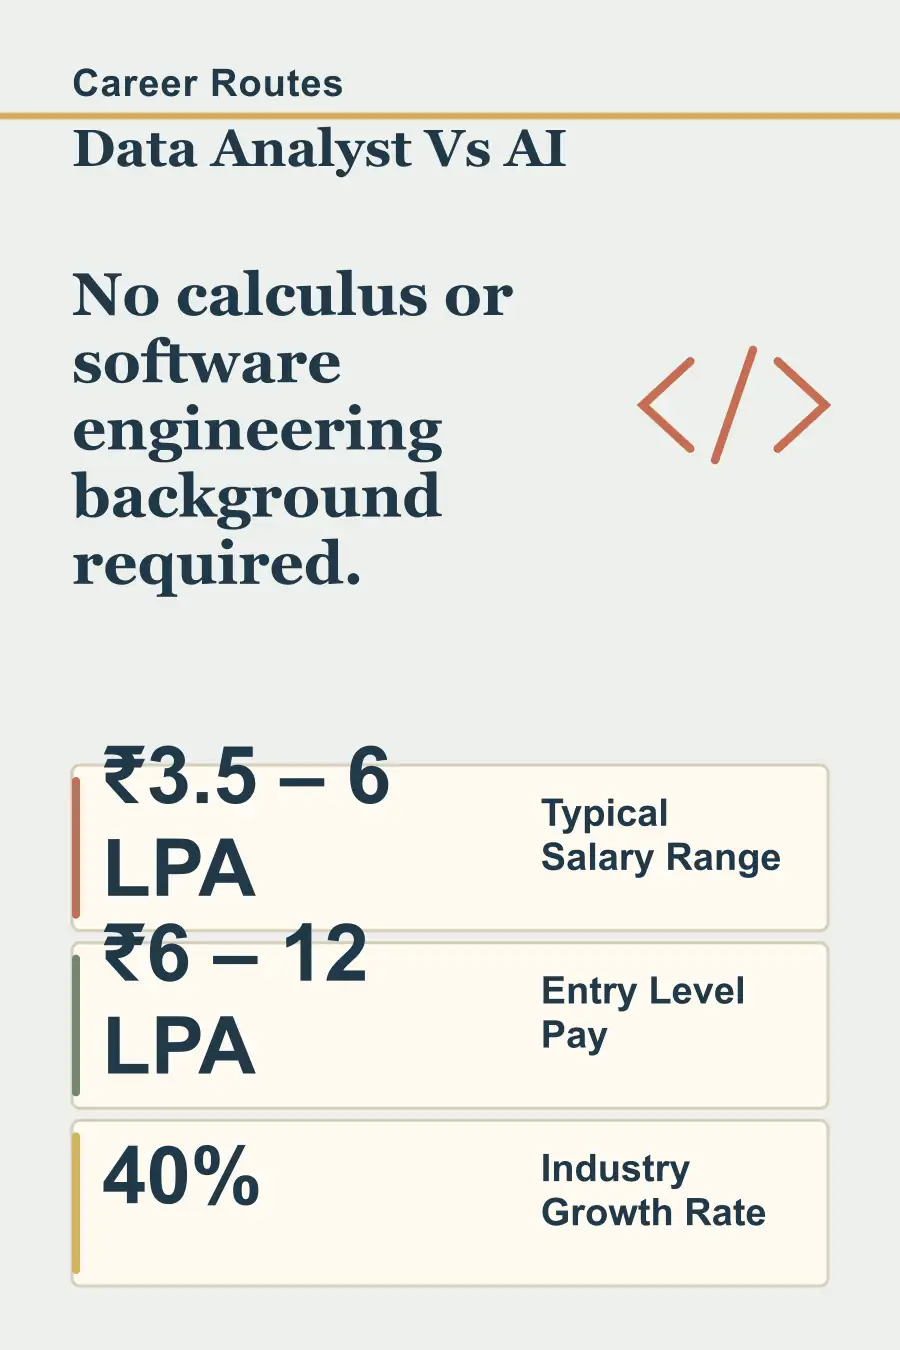 Career Routes
Data Analyst Vs AI
No calculus or
software
engineering
background
required.
₹3.5 – 6
LPA
Typical
Salary Range
₹6 – 12
LPA
Entry Level
Pay
40%
Industry
Growth Rate